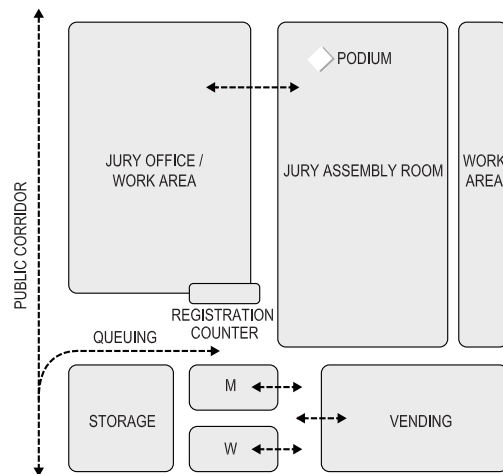 PODIUM
JURY OFFICE /
WORK AREA
JURY ASSEMBLY ROOM
WORK
AREA
PUBLIC CORRIDOR
REGISTRATION
COUNTER
QUEUING
STORAGE
M
W
VENDING